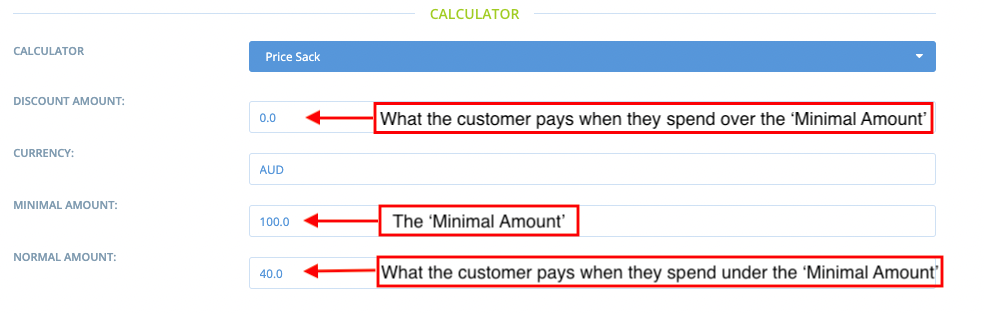 CALCULATOR
CALCULATOR
Price Sack
DISCOUNT AMOUNT:
0.0
What the customer pays when they spend over the ‘Minimal Amount’
CURRENCY:
AUD
MINIMAL AMOUNT:
100.0
The ‘Minimal Amount’
NORMAL AMOUNT:
40.0
What the customer pays when they spend under the ‘Minimal Amount’